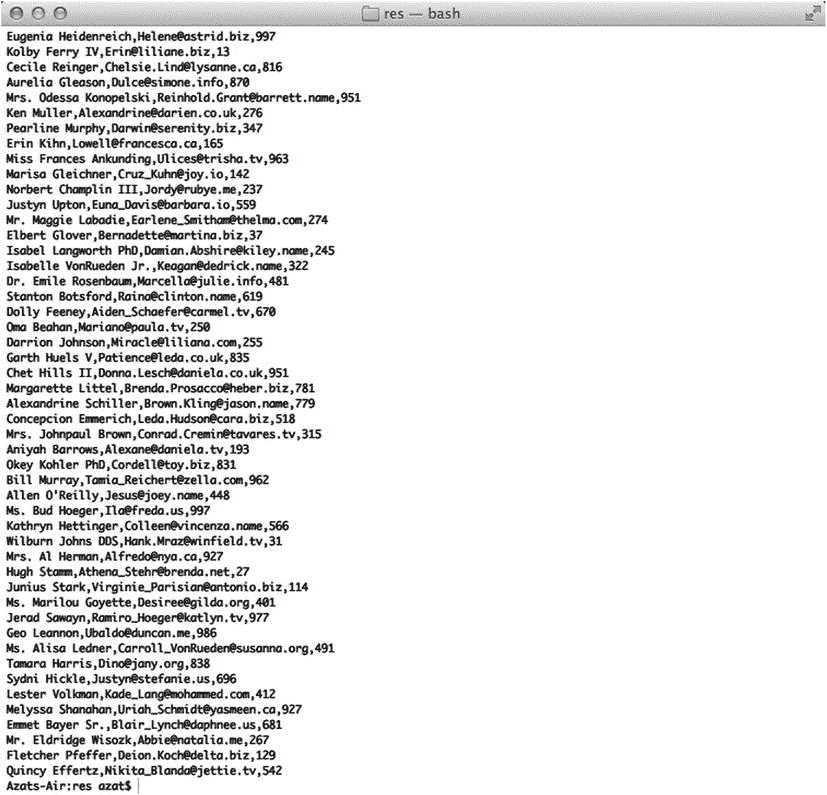 res — bash
Eugenia Heidenreich,Helene@astrid.biz,997
Kolby Ferry IV,Erin@liliane.biz,13
Cecile Reinger,Chelsie.Lind@lysanne.ca,816
Aurelia Gleason,Dulce@simone.info,870
Mrs. Odessa Konopelski,Reinhold.Grant@barrett.name,951
Ken Muller,Alexandrine@darien.co.uk,276
Pearline Murphy,Darwin@serenity.biz,347
Erin Kihn,Lowell@francesca.ca,165
Miss Frances Ankunding,Ulices@trisha.tv,963
Marisa Gleichner,Cruz_Kuhn@joy.io,142
Norbert Champlin III,Jordy@rubye.me,237
Justyn Upton,Euna_Davis@barbara.io,559
Mr. Maggie Labadie,Earlene_Smitham@thelma.com,274
Elbert Glover,Bernadette@martina.biz,37
Isabel Langworth PhD,Damian.Abshire@kiley.name,245
Isabelle VonRueden Jr.,Keagan@dedrick.name,322
Dr. Emile Rosenbaum,Marcella@julie.info,481
Stanton Botsford,Raina@clinton.name,619
Dolly Feeney,Aiden_Schaefer@carmel.tv,670
Oma Beahan,Mariano@paula.tv,250
Darrion Johnson,Miracle@liliana.com,255
Garth Huels V,Patience@leda.co.uk,835
Chet Hills II,Donna.Lesch@daniela.co.uk,951
Margarette Littel,Brenda.Prosacco@heber.biz,781
Alexandrine Schiller,Brown.Kling@jason.name,779
Concepcion Emmerich,Leda.Hudson@cara.biz,518
Mrs. Johnpaul Brown,Conrad.Cremin@tavares.tv,315
Aniyah Barrows,Alexane@daniela.tv,193
Okey Kohler PhD,Cordell@toy.biz,831
Bill Murray,Tamia_Reichert@zella.com,962
Allen O'Reilly,Jesus@joey.name,448
Ms. Bud Hoeger,Ila@freda.us,997
Kathryn Hettinger,Colleen@vincenza.name,566
Wilburn Johns DDS,Hank.Mraz@winfield.tv,31
Mrs. Al Herman,Alfredo@nya.ca,927
Hugh Stamm,Athena_Stehr@brenda.net,27
Junius Stark,Virginie_Parisian@antonio.biz,114
Ms. Marilou Goyette,Desiree@gilda.org,401
Jerad Sawayn,Ramiro_Hoeger@katlyn.tv,977
Geo Leannon,Ubaldo@duncan.me,986
Ms. Alisa Ledner,Carroll_VonRueden@susanna.org,491
Tamara Harris,Dino@jany.org,838
Sydni Hickle,Justyn@stefanie.us,696
Lester Volkman,Kade_Lang@mohammed.com,412
Melyssa Shanahan,Uriah_Schmidt@yasmeen.ca,927
Emmet Bayer Sr.,Blair_Lynch@daphnee.us,681
Mr. Eldridge Wisozk,Abbie@natalia.me,267
Fletcher Pfeffer,Deion.Koch@delta.biz,129
Quincy Effertz,Nikita_Blanda@jettie.tv,542
Azats-Air:res azat$